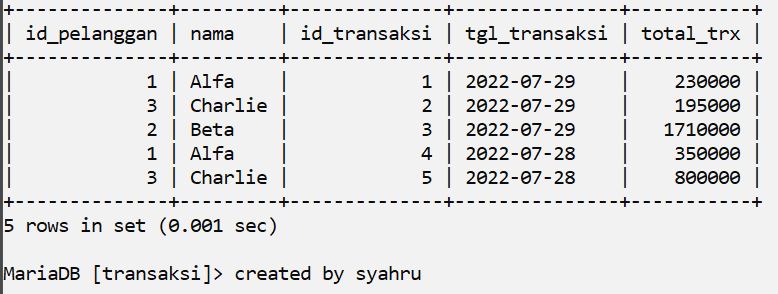 +--------------+---------+--------------+---------------+-----------+
| id_pelanggan | nama    | id_transaksi | tgl_transaksi | total_trx |
+--------------+---------+--------------+---------------+-----------+
|            1 | Alfa    |            1 | 2022-07-29    |    230000 |
|            3 | Charlie |            2 | 2022-07-29    |    195000 |
|            2 | Beta    |            3 | 2022-07-29    |   1710000 |
|            1 | Alfa    |            4 | 2022-07-28    |    350000 |
|            3 | Charlie |            5 | 2022-07-28    |    800000 |
+--------------+---------+--------------+---------------+-----------+
5 rows in set (0.001 sec)
MariaDB [transaksi]> created by syahru